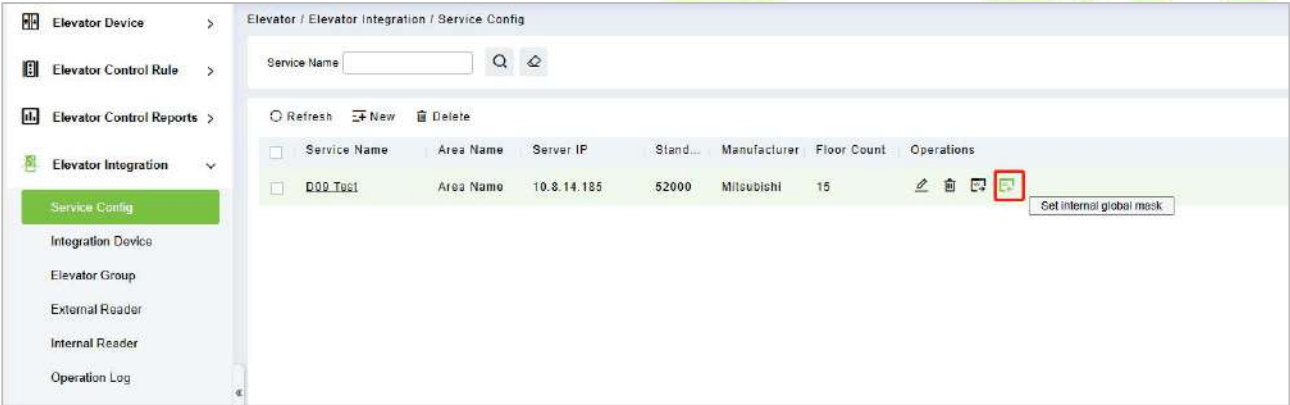 Elevator Device
Elevator Control Rule
Elevator Control Reports
Elevator Integration
Service Config
Integration Device
Elevator Group
External Reader
Internal Reader
Operation Log
Elevator / Elevator Integration / Service Config
Service Name
Refresh New Delete
Service Name Area Name Server IP Stand... Manufacturer Floor Count Operations
D09 Test Area Name 10.8.14.185 52000 Mitsubishi 15
Set internal global mask